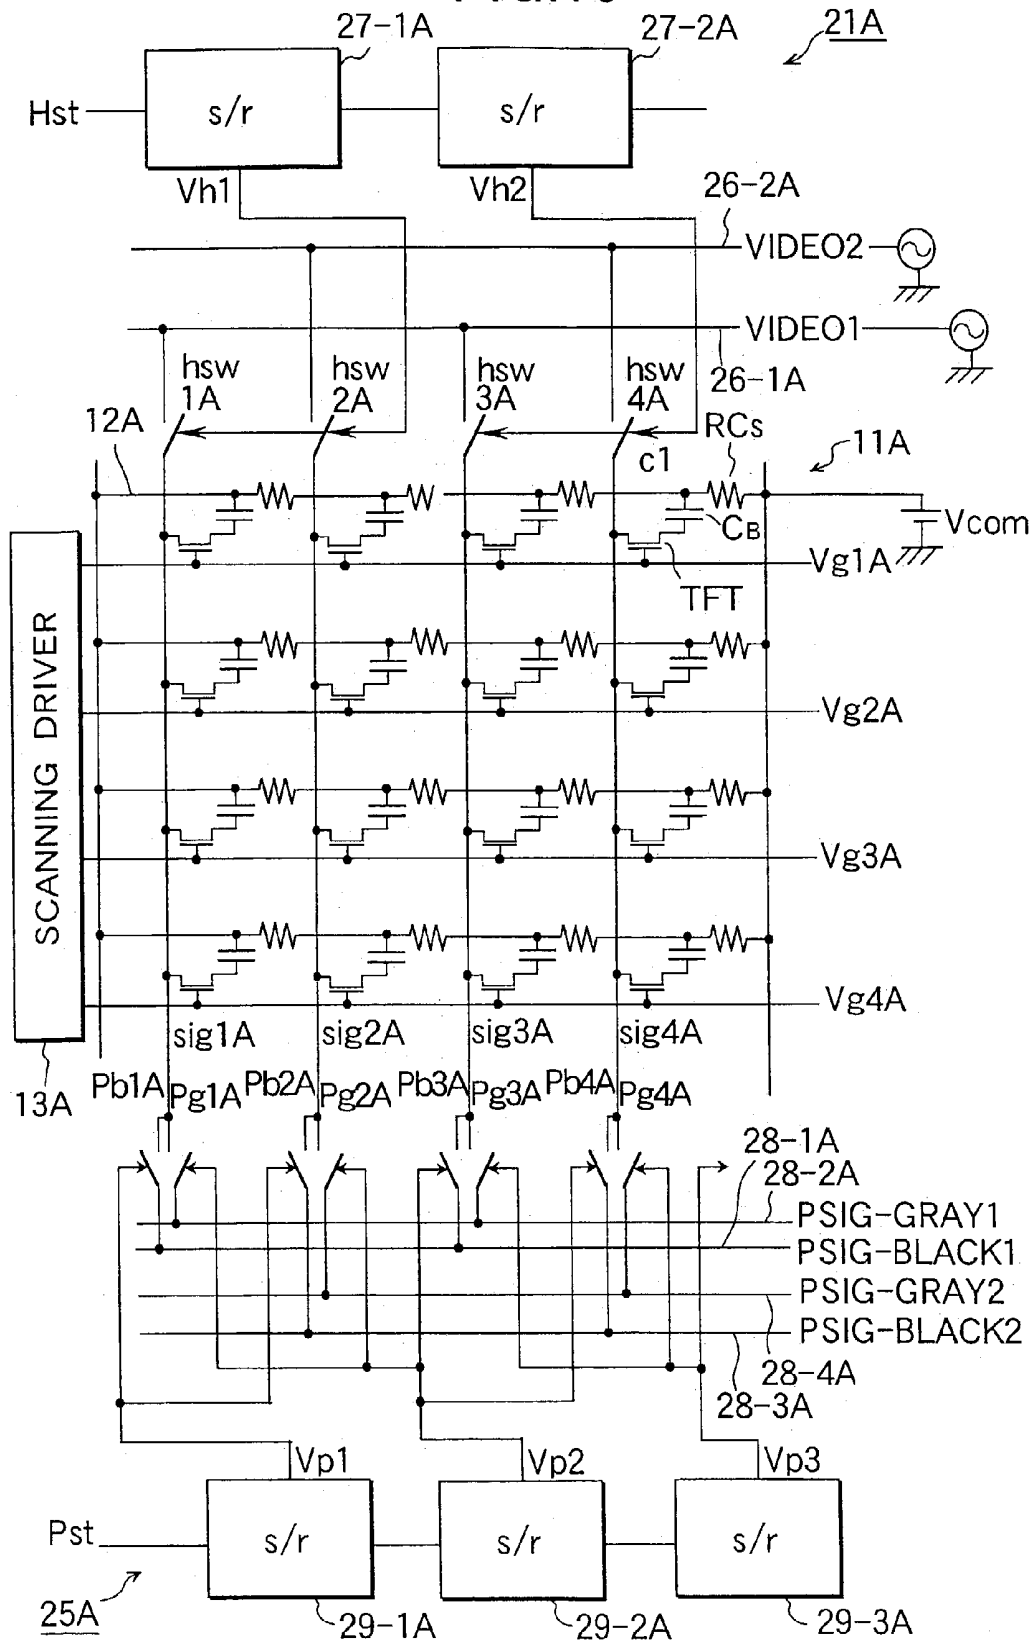 27-1A
27-2A
21A
Hst
s/r
s/r
Vh1
Vh2
26-2A
VIDEO2
VIDEO1
26-1A
hsw
1A
hsw
2A
hsw
3A
hsw
4A
12A
RCs
c1
11A
CB
Vcom
Vg1A
TFT
SCANNING DRIVER
Vg2A
Vg3A
Vg4A
sig1A
sig2A
sig3A
sig4A
13A
Pb1A
Pg1A
Pb2A
Pg2A
Pb3A
Pg3A
Pb4A
Pg4A
28-1A
28-2A
PSIG-GRAY1
PSIG-BLACK1
PSIG-GRAY2
PSIG-BLACK2
28-4A
28-3A
Vp1
Vp2
Vp3
Pst
s/r
s/r
s/r
25A
29-1A
29-2A
29-3A